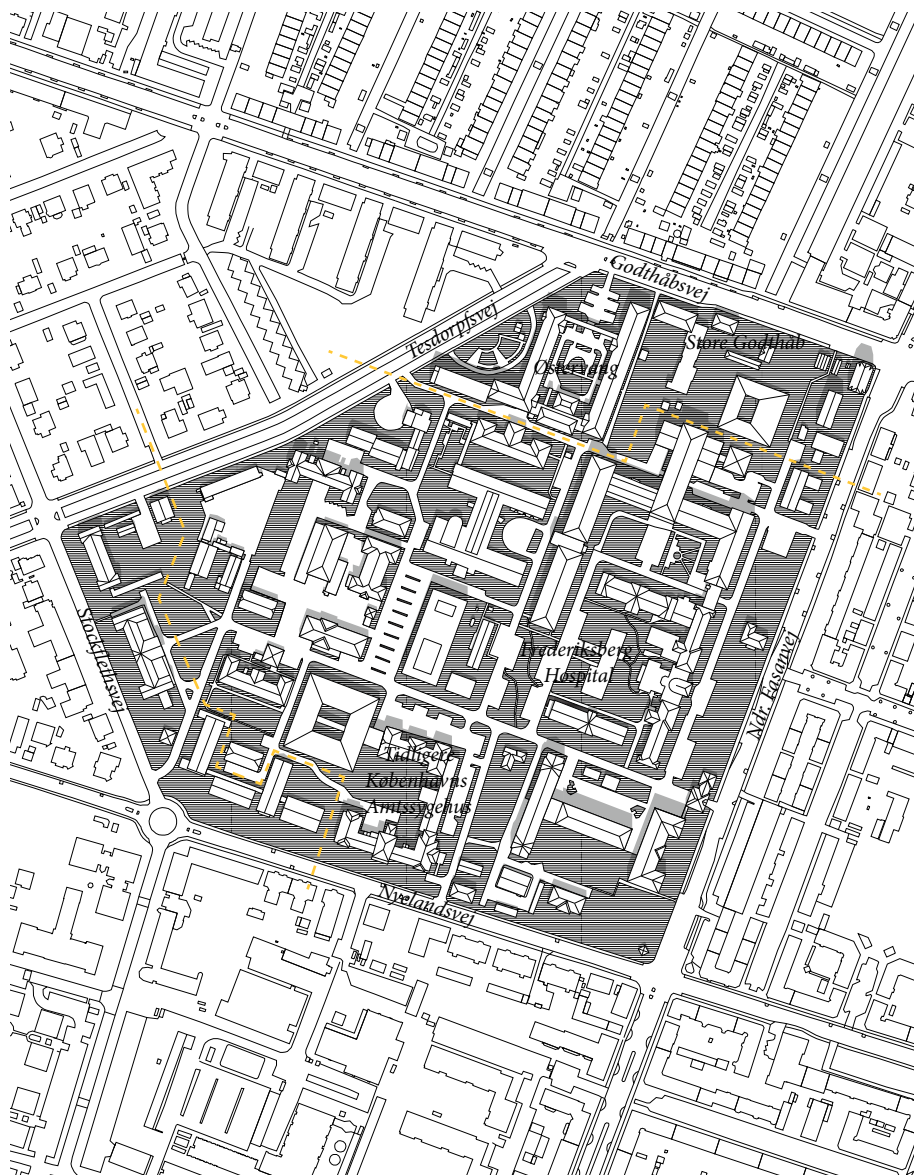 Godthåbsvej
Tesdorpfsvej
Store Godthåb
Østervang
Stockflethsvej
Frederiksberg
Hospital
Ndr. Fasanvej
Tidligere
Københavns
Amtssygehus
Nyelandsvej